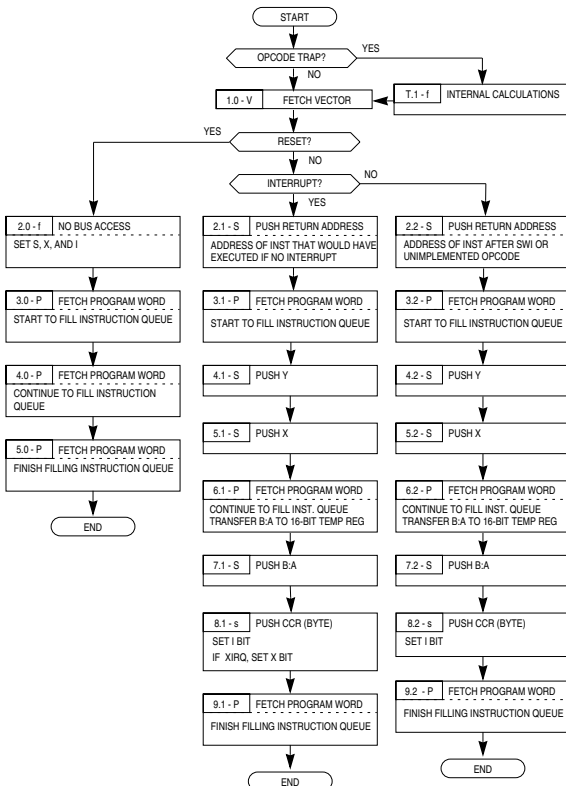 START
OPCODE TRAP?
YES
NO
T.1 - f INTERNAL CALCULATIONS
1.0 - V FETCH VECTOR
YES
RESET?
NO
INTERRUPT?
NO
YES
2.0 - f NO BUS ACCESS
SET S, X, AND I
3.0 - P FETCH PROGRAM WORD
START TO FILL INSTRUCTION QUEUE
4.0 - P FETCH PROGRAM WORD
CONTINUE TO FILL INSTRUCTION
QUEUE
5.0 - P FETCH PROGRAM WORD
FINISH FILLING INSTRUCTION QUEUE
END
2.1 - S PUSH RETURN ADDRESS
ADDRESS OF INST THAT WOULD HAVE
EXECUTED IF NO INTERRUPT
3.1 - P FETCH PROGRAM WORD
START TO FILL INSTRUCTION QUEUE
4.1 - S PUSH Y
5.1 - S PUSH X
6.1 - P FETCH PROGRAM WORD
CONTINUE TO FILL INST. QUEUE
TRANSFER B:A TO 16-BIT TEMP REG
7.1 - S PUSH B:A
8.1 - s PUSH CCR (BYTE)
SET I BIT
IF XIRQ, SET X BIT
9.1 - P FETCH PROGRAM WORD
FINISH FILLING INSTRUCTION QUEUE
END
2.2 - S PUSH RETURN ADDRESS
ADDRESS OF INST AFTER SWI OR
UNIMPLEMENTED OPCODE
3.2 - P FETCH PROGRAM WORD
START TO FILL INSTRUCTION QUEUE
4.2 - S PUSH Y
5.2 - S PUSH X
6.2 - P FETCH PROGRAM WORD
CONTINUE TO FILL INST. QUEUE
TRANSFER B:A TO 16-BIT TEMP REG
7.2 - S PUSH B:A
8.2 - s PUSH CCR (BYTE)
SET I BIT
9.2 - P FETCH PROGRAM WORD
FINISH FILLING INSTRUCTION QUEUE
END